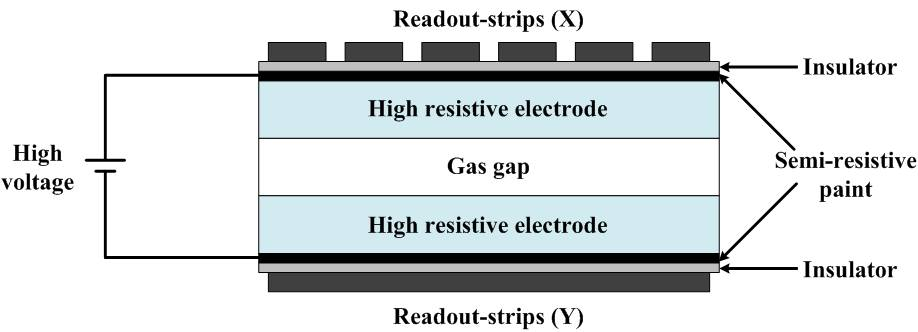 Readout-strips (X)
Insulator
High resistive electrode
High
voltage
Gas gap
Semi-resistive
paint
High resistive electrode
Insulator
Readout-strips (Y)